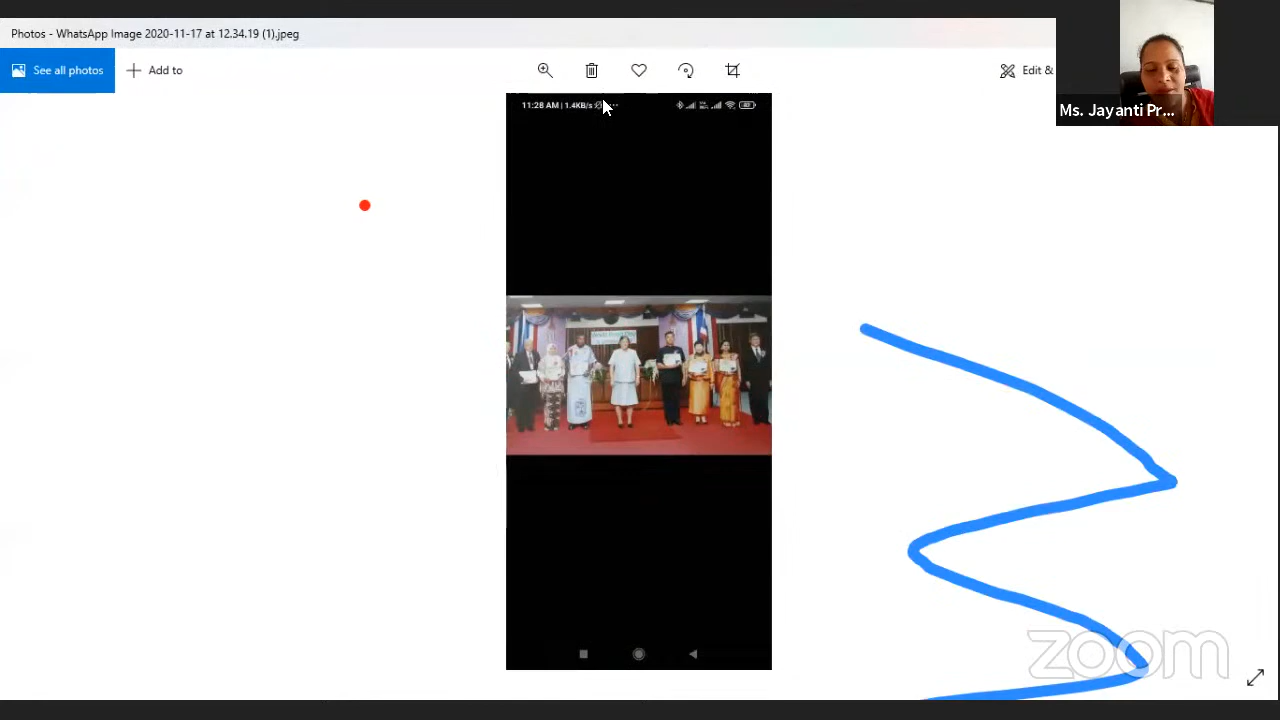 Photos - WhatsApp Image 2020-11-17 at 12.34.19 (1).jpeg
See all photos
Add to
Edit &
Ms. Jayanti Pr...
11:28 AM | 1.4KB/s
zoom